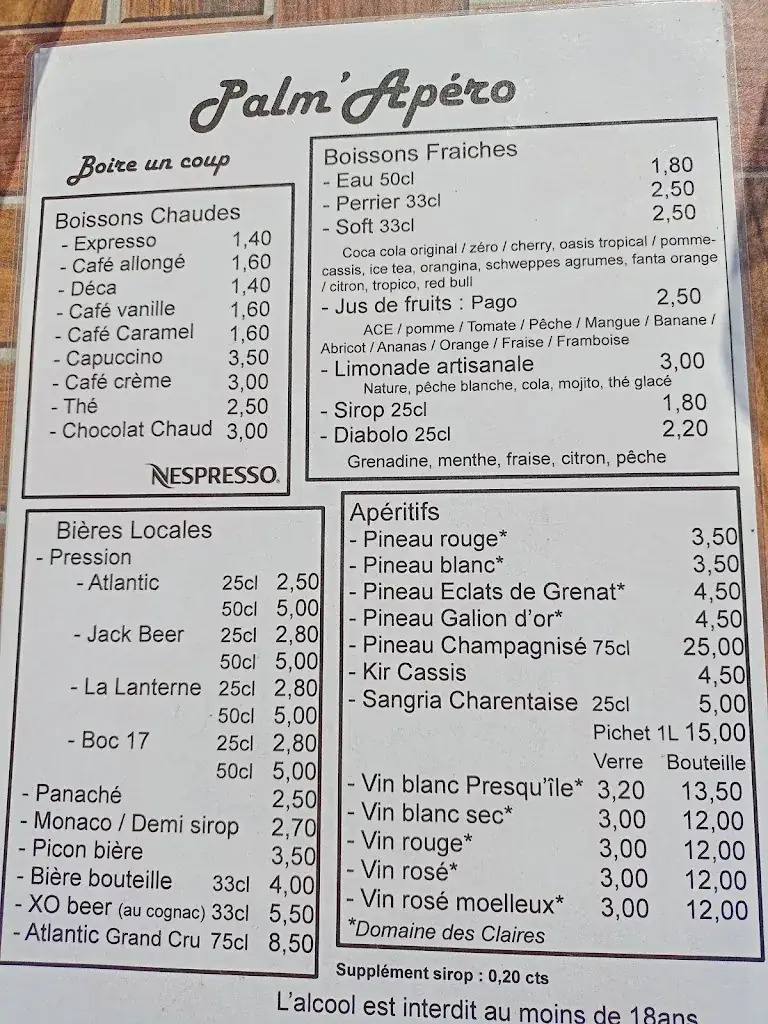 Palm'Apéro
Boire un coup
Boissons Chaudes
- Expresso 1,40
- Café allongé 1,60
- Déca 1,40
- Café vanille 1,60
- Café Caramel 1,60
- Capuccino 3,50
- Café crème 3,00
- Thé 2,50
- Chocolat Chaud 3,00
NESPRESSO.
Boissons Fraiches
- Eau 50cl 1,80
- Perrier 33cl 2,50
- Soft 33cl 2,50
Coca cola original / zéro / cherry, oasis tropical / pomme-
cassis, ice tea, orangina, schweppes agrumes, fanta orange
/ citron, tropico, red bull
- Jus de fruits : Pago 2,50
ACE / pomme / Tomate / Pêche / Mangue / Banane /
Abricot / Ananas / Orange / Fraise / Framboise
- Limonade artisanale 3,00
Nature, pêche blanche, cola, mojito, thé glacé
- Sirop 25cl 1,80
- Diabolo 25cl 2,20
Grenadine, menthe, fraise, citron, pêche
Bières Locales
- Pression
- Atlantic 25cl 2,50
50cl 5,00
- Jack Beer 25cl 2,80
50cl 5,00
- La Lanterne 25cl 2,80
50cl 5,00
- Boc 17 25cl 2,80
50cl 5,00
- Panaché 2,50
- Monaco / Demi sirop 2,70
- Picon bière 3,50
- Bière bouteille 33cl 4,00
- XO beer (au cognac) 33cl 5,50
- Atlantic Grand Cru 75cl 8,50
Apéritifs
- Pineau rouge* 3,50
- Pineau blanc* 3,50
- Pineau Eclats de Grenat* 4,50
- Pineau Galion d'or* 4,50
- Pineau Champagnisé 75cl 25,00
- Kir Cassis 4,50
- Sangria Charentaise 25cl 5,00
Pichet 1L 15,00
Verre Bouteille
- Vin blanc Presqu'île* 3,20 13,50
- Vin blanc sec* 3,00 12,00
- Vin rouge* 3,00 12,00
- Vin rosé* 3,00 12,00
- Vin rosé moelleux* 3,00 12,00
*Domaine des Claires
Supplément sirop : 0,20 cts
L'alcool est interdit au moins de 18ans